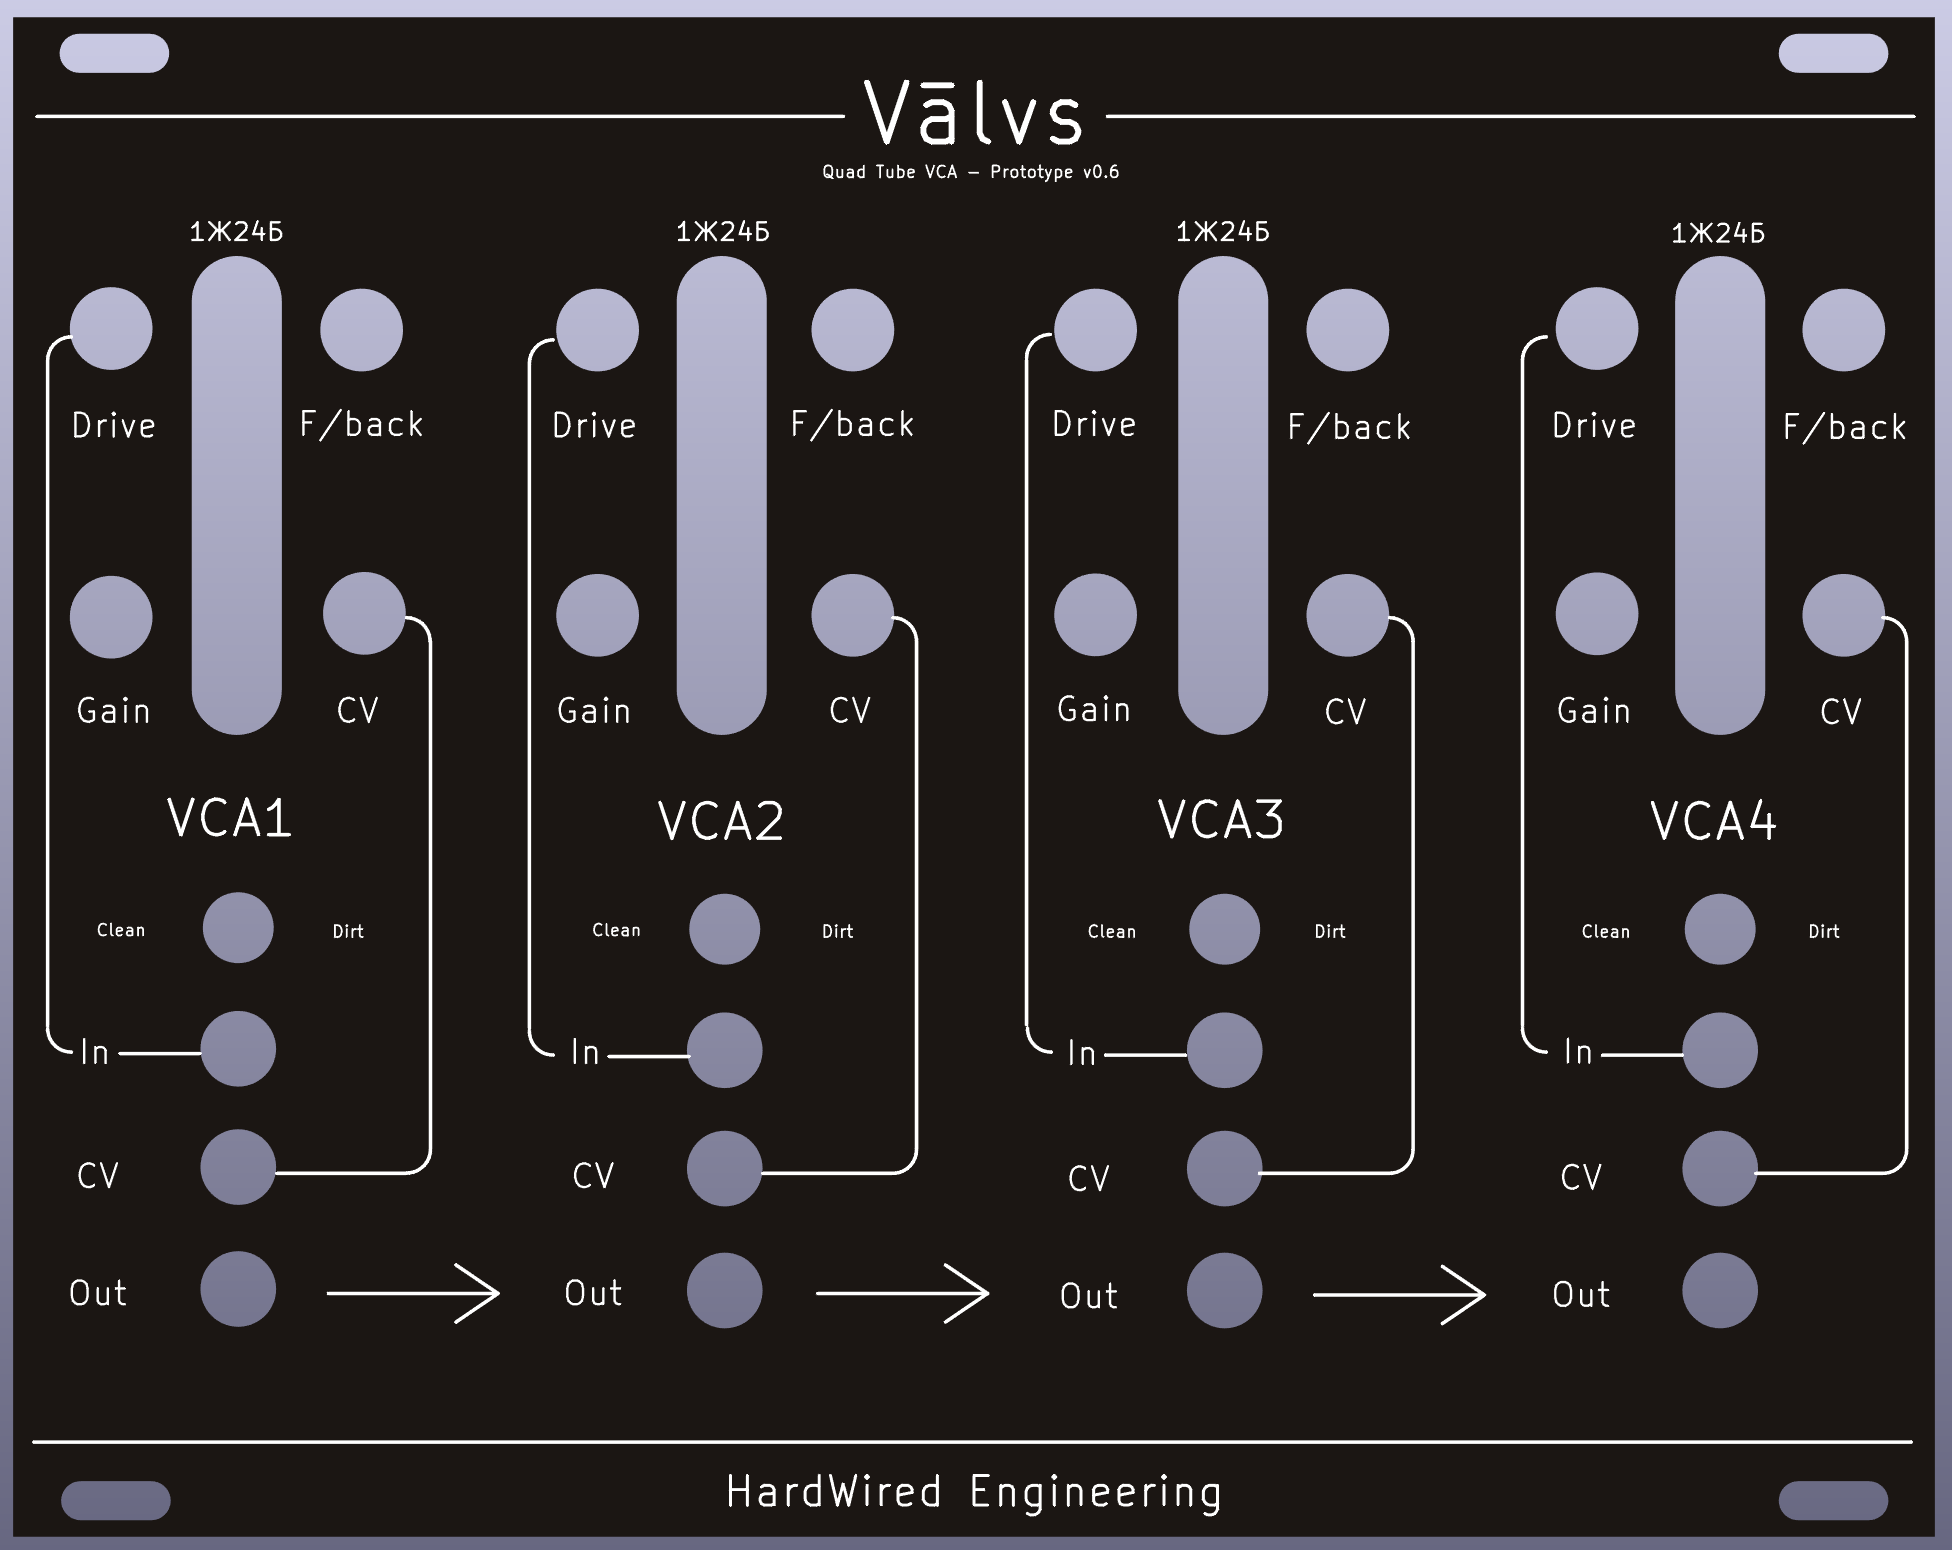 Vālvs
Quad Tube VCA – Prototype v0.6
1Ж24Б 1Ж24Б 1Ж24Б 1Ж24Б
Drive F/back Drive F/back Drive F/back Drive F/back
Gain CV Gain CV Gain CV Gain CV
VCA1 VCA2 VCA3 VCA4
Clean Dirt Clean Dirt Clean Dirt Clean Dirt
In In In In
CV CV CV CV
Out Out Out Out
HardWired Engineering